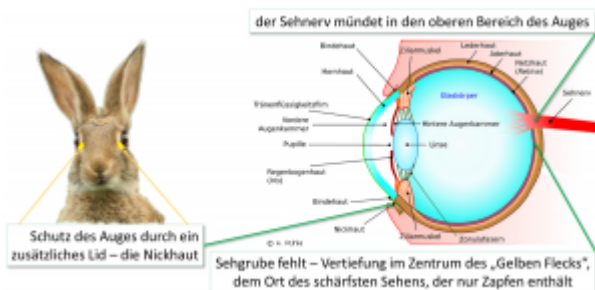 der Sehnerv mündet in den oberen Bereich des Auges
Bindehaut
Ziliarmuskel
Lederhaut
Aderhaut
Netzhaut
(Retina)
Hornhaut
Sehnerv
Glaskörper
Tränenflüssigkeitsfilm
Vordere
Augenkammer
Hintere Augenkammer
Pupille
Linse
Regenbogenhaut
(Iris)
Bindehaut
Nickhaut
Ziliarmuskel
Zonulafasern
Schutz des Auges durch ein
zusätzliches Lid – die Nickhaut
Sehgrube fehlt – Vertiefung im Zentrum des „Gelben Flecks“,
dem Ort des schärfsten Sehens, der nur Zapfen enthält